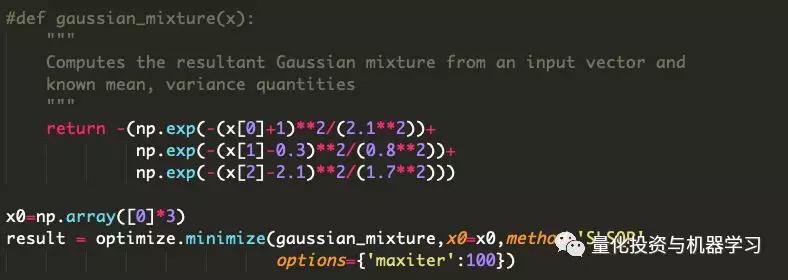 #def gaussian_mixture(x):
"""
Computes the resultant Gaussian mixture from an input vector and
known mean, variance quantities
"""
return -(np.exp(-(x[0]+1)**2/(2.1**2))+
np.exp(-(x[1]-0.3)**2/(0.8**2))+
np.exp(-(x[2]-2.1)**2/(1.7**2)))
x0=np.array([0]*3)
result = optimize.minimize(gaussian_mixture,x0=x0,metho
量化投资与机器学习
options={'maxiter':100})